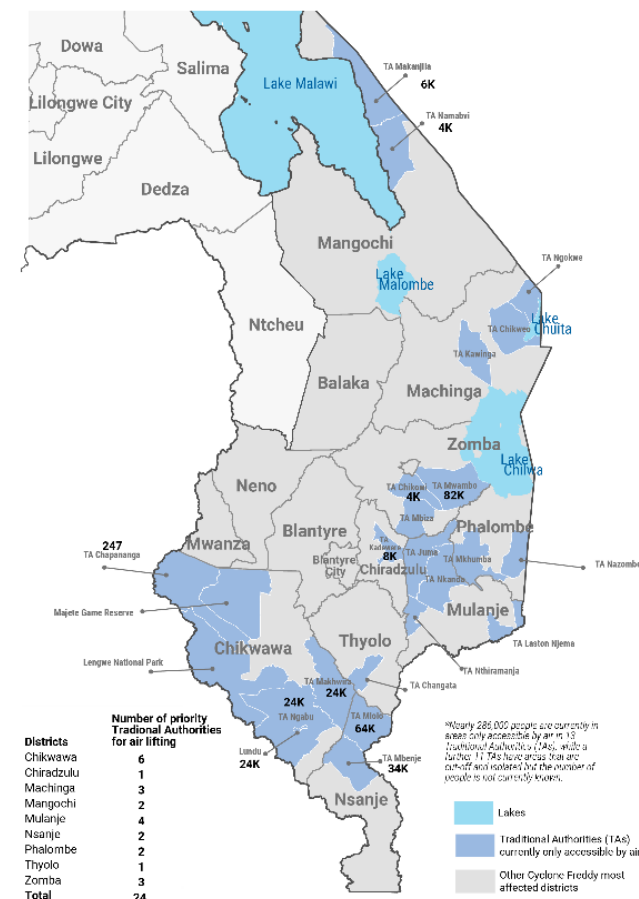 Dowa
Salima
Lake Malawi
TA Makanjila
6K
Lilongwe City
TA Namabvi
4K
Lilongwe
Dedza
Mangochi
TA Ngokwe
Lake
Malombe
Lake
Chuita
TA Chikweo
Ntcheu
TA Kawinga
Balaka
Machinga
Zomba
Lake
Chilwa
Neno
TA Chikowi
4K
TA Mwambo
82K
TA Mbiza
Blantyre
Phalombe
247
TA Chapananga
Mwanza
Blantyre
City
TA
Kadewere
8K
Chiradzulu
TA Juma
TA Mkhumba
TA Nazombe
TA Nkanda
Majete Game Reserve
Mulanje
Thyolo
Chikwawa
TA Laston Njema
Lengwe National Park
TA Nthiramanja
TA Makhwira
24K
TA Changata
24K
TA Ngabu
TA Mlolo
64K
Lundu
24K
TA Mbenje
34K
Nsanje
Districts
Number of priority
Tradional Authorities
for air lifting
Chikwawa 6
Chiradzulu 1
Machinga 3
Mangochi 2
Mulanje 4
Nsanje 2
Phalombe 2
Thyolo 1
Zomba 3
Total 24
*Nearly 286,000 people are currently in
areas only accessible by air in 13
Traditional Authorities (TAs), while a
further 11 TAs have areas that are
cut-off and isolated but the number of
people is not currently known.
Lakes
Traditional Authorities (TAs)
currently only accessible by air
Other Cyclone Freddy most
affected districts